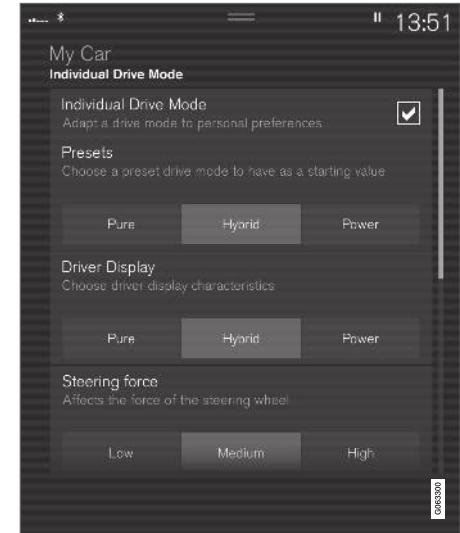 13:51
My Car
Individual Drive Mode
Individual Drive Mode
Adapt a drive mode to personal preferences
Presets
Choose a preset drive mode to have as a starting value
Pure Hybrid Power
Driver Display
Choose driver display characteristics
Pure Hybrid Power
Steering force
Affects the force of the steering wheel
Low Medium High
G063300